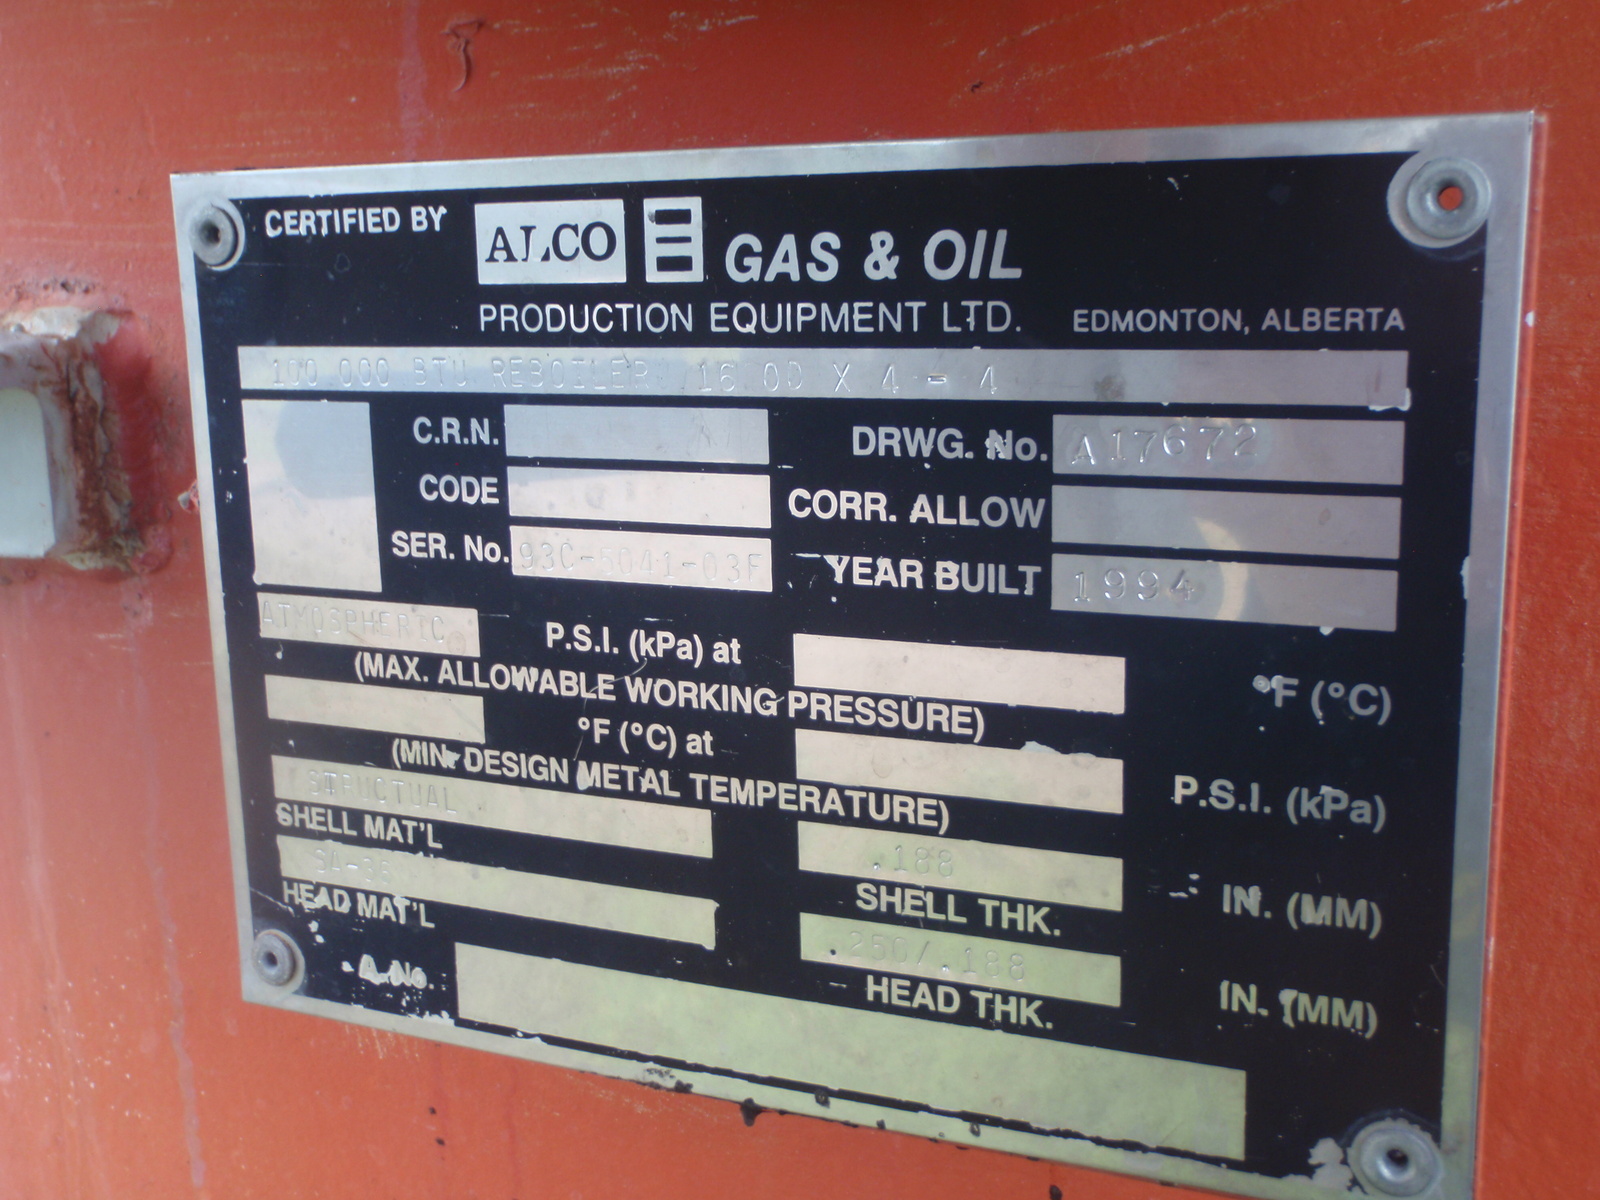 CERTIFIED BY ALCO GAS & OIL
PRODUCTION EQUIPMENT LTD. EDMONTON, ALBERTA
100 000 BTU REBOILER 16 OD X 4 - 4
C.R.N. DRWG. No. A17672
CODE CORR. ALLOW
SER. No. 93C-5041-03F YEAR BUILT 1994
ATMOSPHERIC P.S.I. (kPa) at °F (°C)
(MAX. ALLOWABLE WORKING PRESSURE)
°F (°C) at P.S.I. (kPa)
(MIN. DESIGN METAL TEMPERATURE)
STRUCTUAL .188 IN. (MM)
SHELL MAT'L SHELL THK.
SA-36 .250/.188 IN. (MM)
HEAD MAT'L HEAD THK.
A.No.